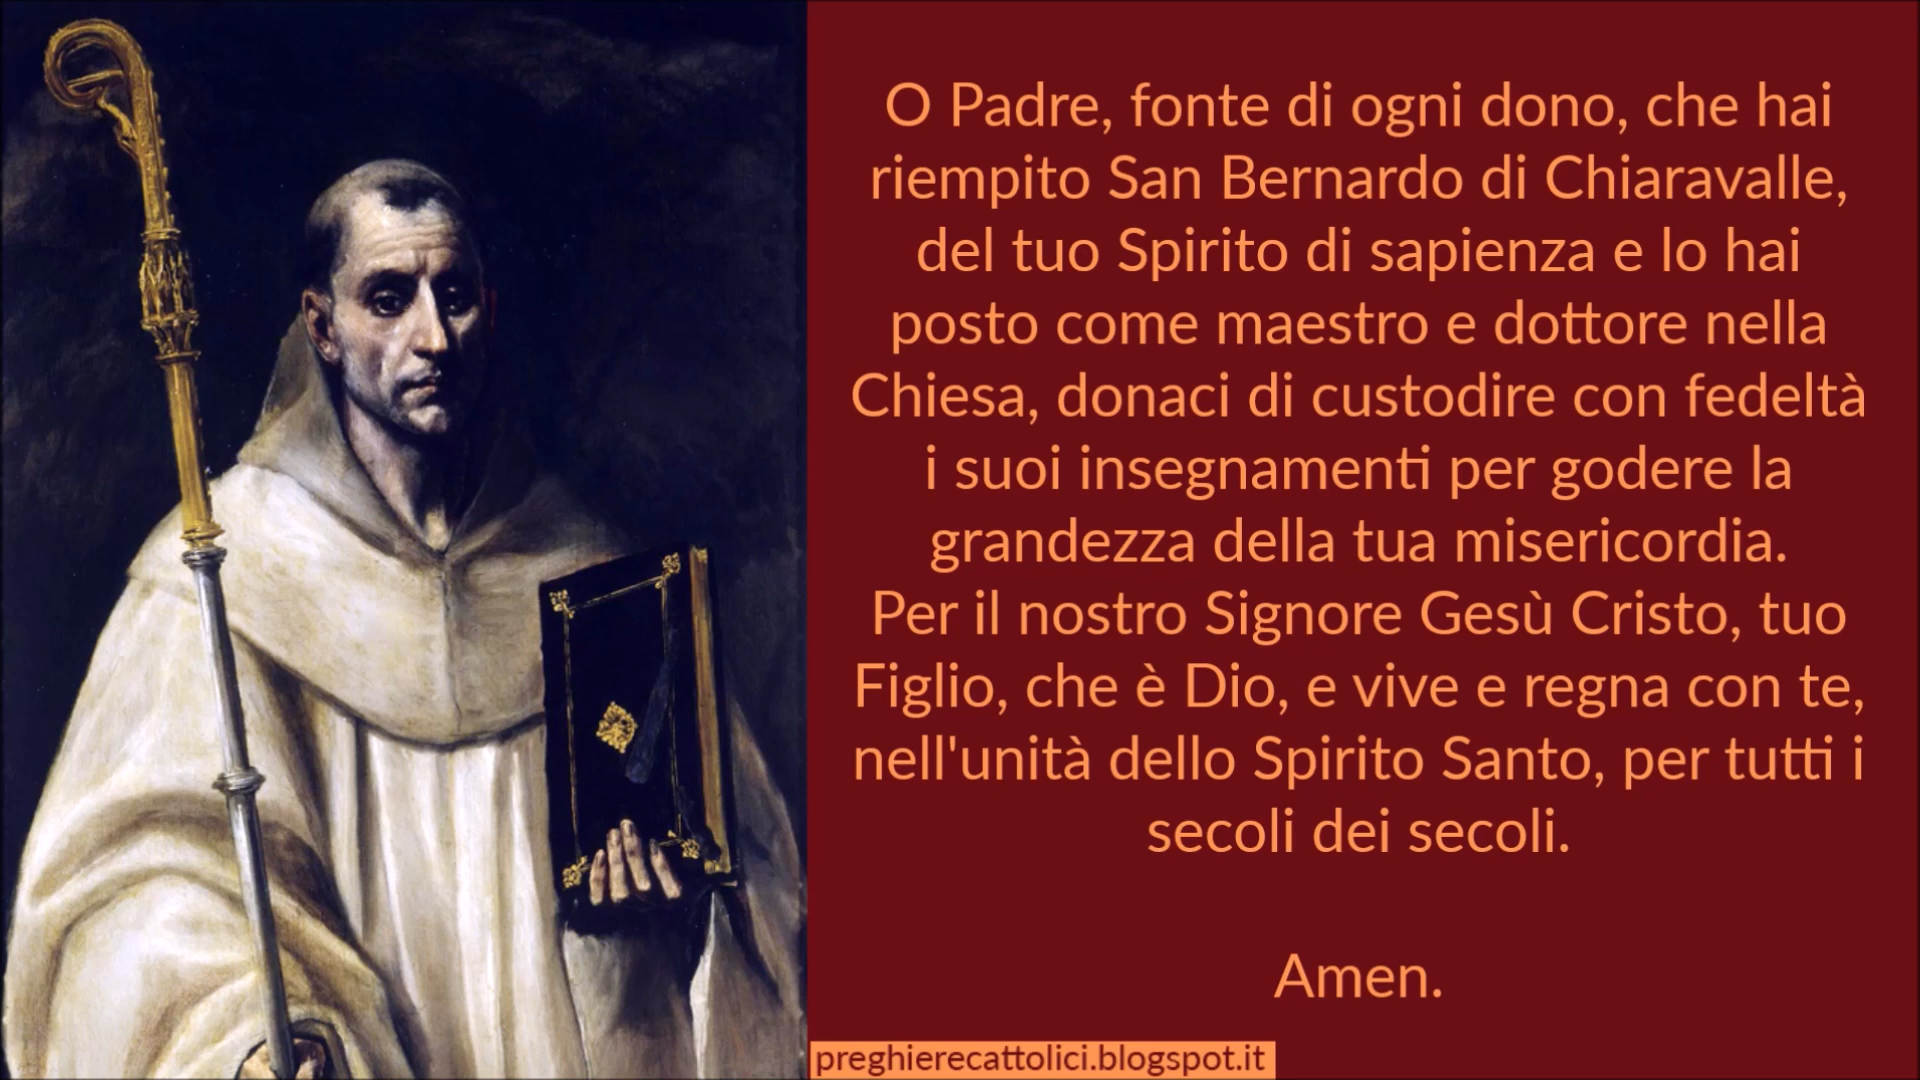 O Padre, fonte di ogni dono, che hai
riempito San Bernardo di Chiaravalle,
del tuo Spirito di sapienza e lo hai
posto come maestro e dottore nella
Chiesa, donaci di custodire con fedeltà
i suoi insegnamenti per godere la
grandezza della tua misericordia.
Per il nostro Signore Gesù Cristo, tuo
Figlio, che è Dio, e vive e regna con te,
nell'unità dello Spirito Santo, per tutti i
secoli dei secoli.
Amen.
preghierecattolici.blogspot.it